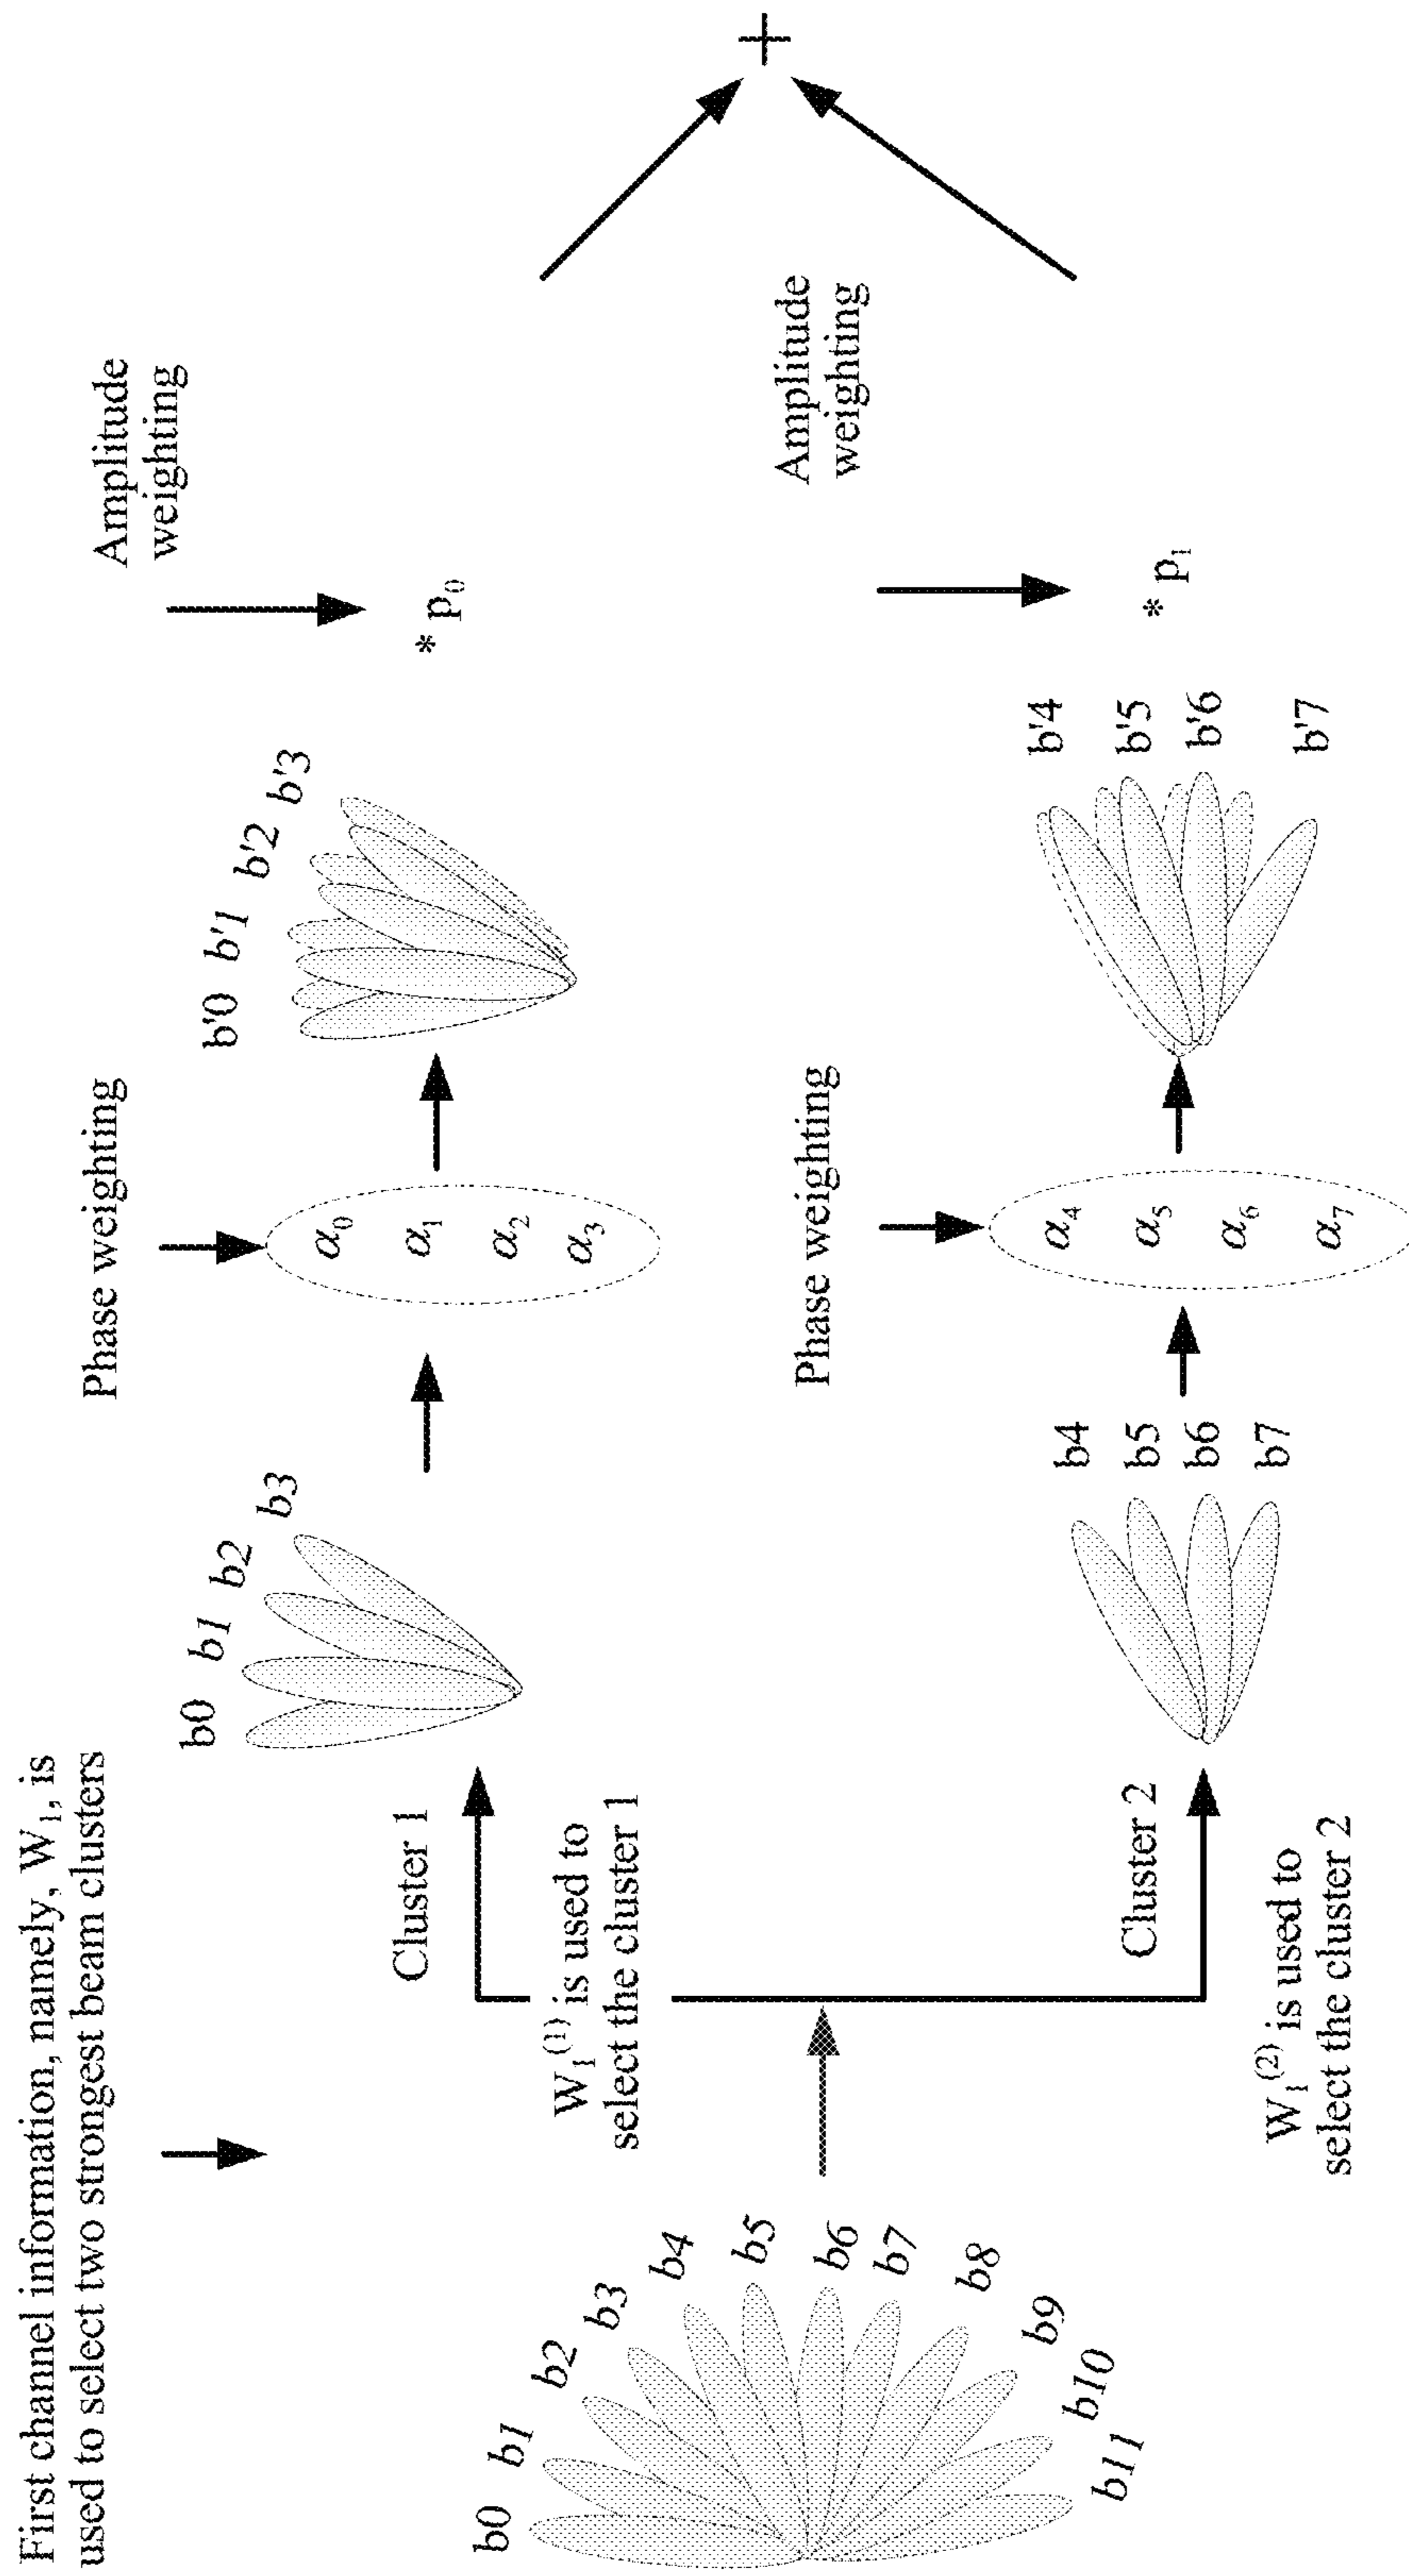 First channel information, namely, W₁, is
used to select two strongest beam clusters
b0
b1
b2
b3
b4
b5
b6
b7
b8
b9
b10
b11
Cluster 1
W₁⁽¹⁾ is used to
select the cluster 1
Cluster 2
W₁⁽²⁾ is used to
select the cluster 2
b0
b1
b2
b3
Phase weighting
α₀
α₁
α₂
α₃
b'0
b'1
b'2
b'3
Amplitude
weighting
* p₀
b4
b5
b6
b7
Phase weighting
α₄
α₅
α₆
α₇
b'4
b'5
b'6
b'7
Amplitude
weighting
* p₁
+